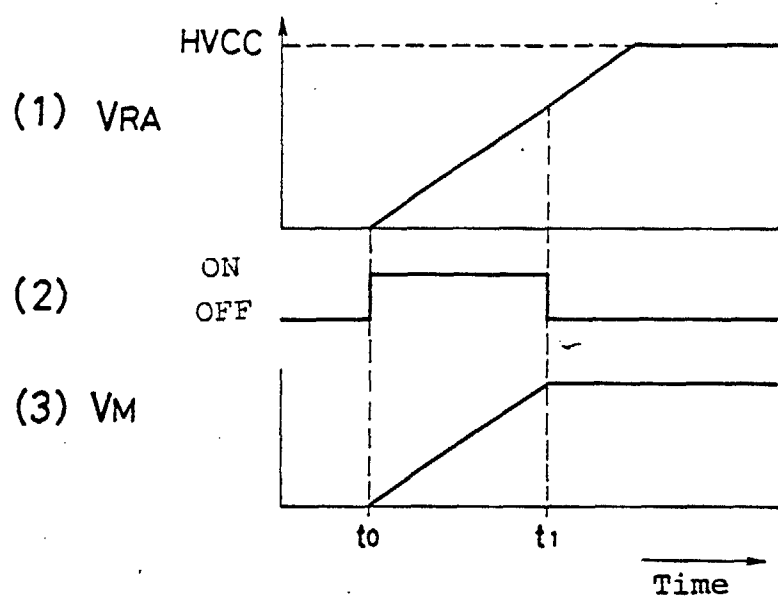 HVCC
(1) VRA
ON
(2)
OFF
(3) VM
t0 t1
Time